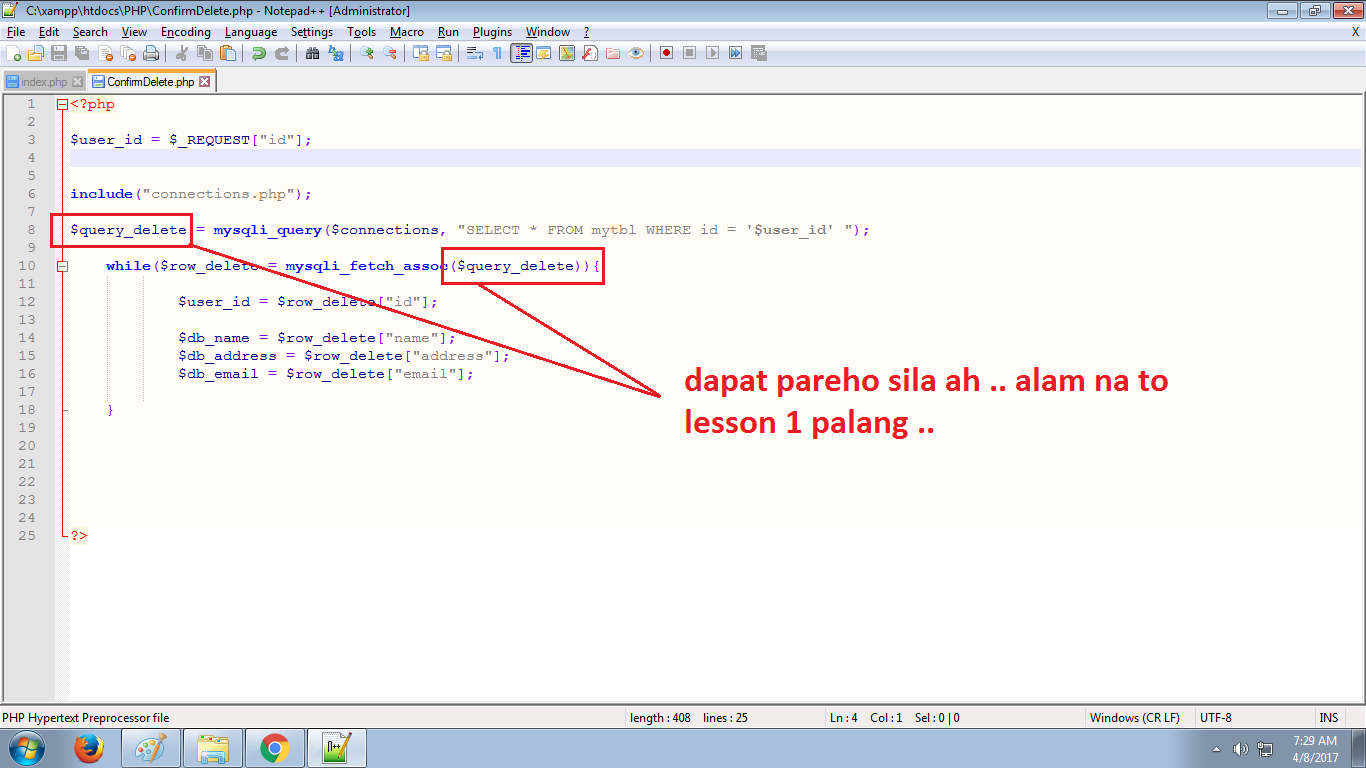 C:\xampp\htdocs\PHP\ConfirmDelete.php - Notepad++ [Administrator]
File Edit Search View Encoding Language Settings Tools Macro Run Plugins Window ? X
index.php ConfirmDelete.php
1 <?php
2
3 $user_id = $_REQUEST["id"];
4
5
6 include("connections.php");
7
8 $query_delete = mysqli_query($connections, "SELECT * FROM mytbl WHERE id = '$user_id' ");
9
10 while($row_delete = mysqli_fetch_assoc($query_delete)){
11
12 $user_id = $row_delete["id"];
13
14 $db_name = $row_delete["name"];
15 $db_address = $row_delete["address"];
16 $db_email = $row_delete["email"];
17
18 }
19
20
21
22
23
24
25 ?>
dapat pareho sila ah .. alam na to
lesson 1 palang ..
PHP Hypertext Preprocessor file length : 408 lines : 25 Ln : 4 Col : 1 Sel : 0 | 0 Windows (CR LF) UTF-8 INS
7:29 AM
4/8/2017